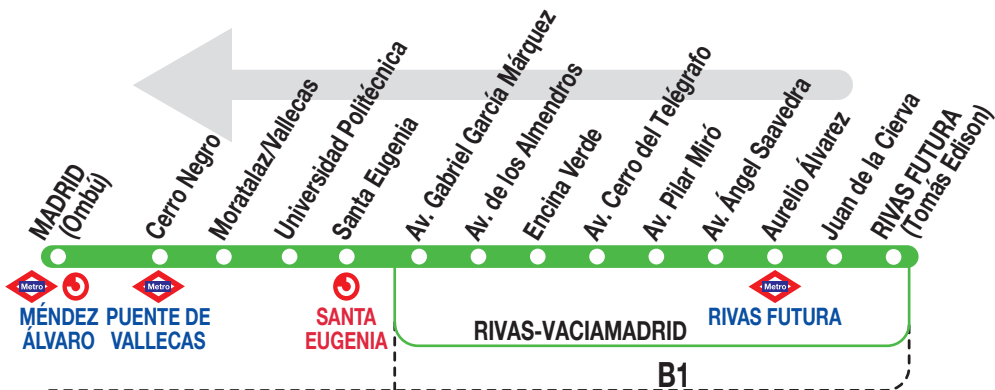 MADRID
(Ombú)
Cerro Negro
Moratalaz/Vallecas
Universidad Politécnica
Santa Eugenia
Av. Gabriel García Márquez
Av. de los Almendros
Encina Verde
Av. Cerro del Telégrafo
Av. Pilar Miró
Av. Ángel Saavedra
Aurelio Álvarez
Juan de la Cierva
RIVAS FUTURA
(Tomás Edison)
Metro
MÉNDEZ
ÁLVARO
Metro
PUENTE DE
VALLECAS
SANTA
EUGENIA
RIVAS-VACIAMADRID
Metro
RIVAS FUTURA
B1